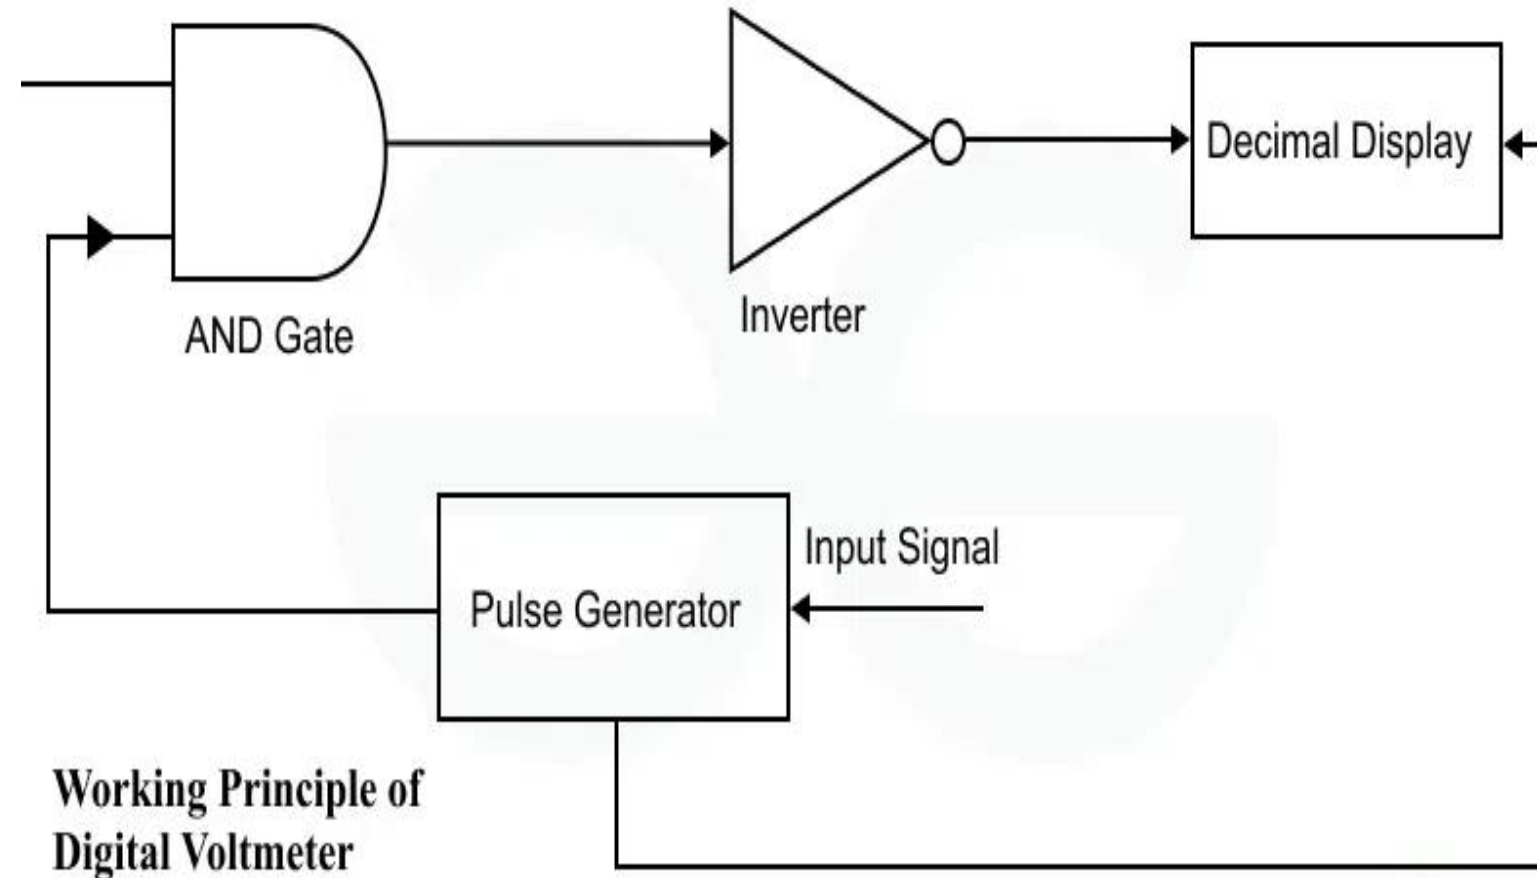 Decimal Display
AND Gate
Inverter
Input Signal
Pulse Generator
Working Principle of
Digital Voltmeter